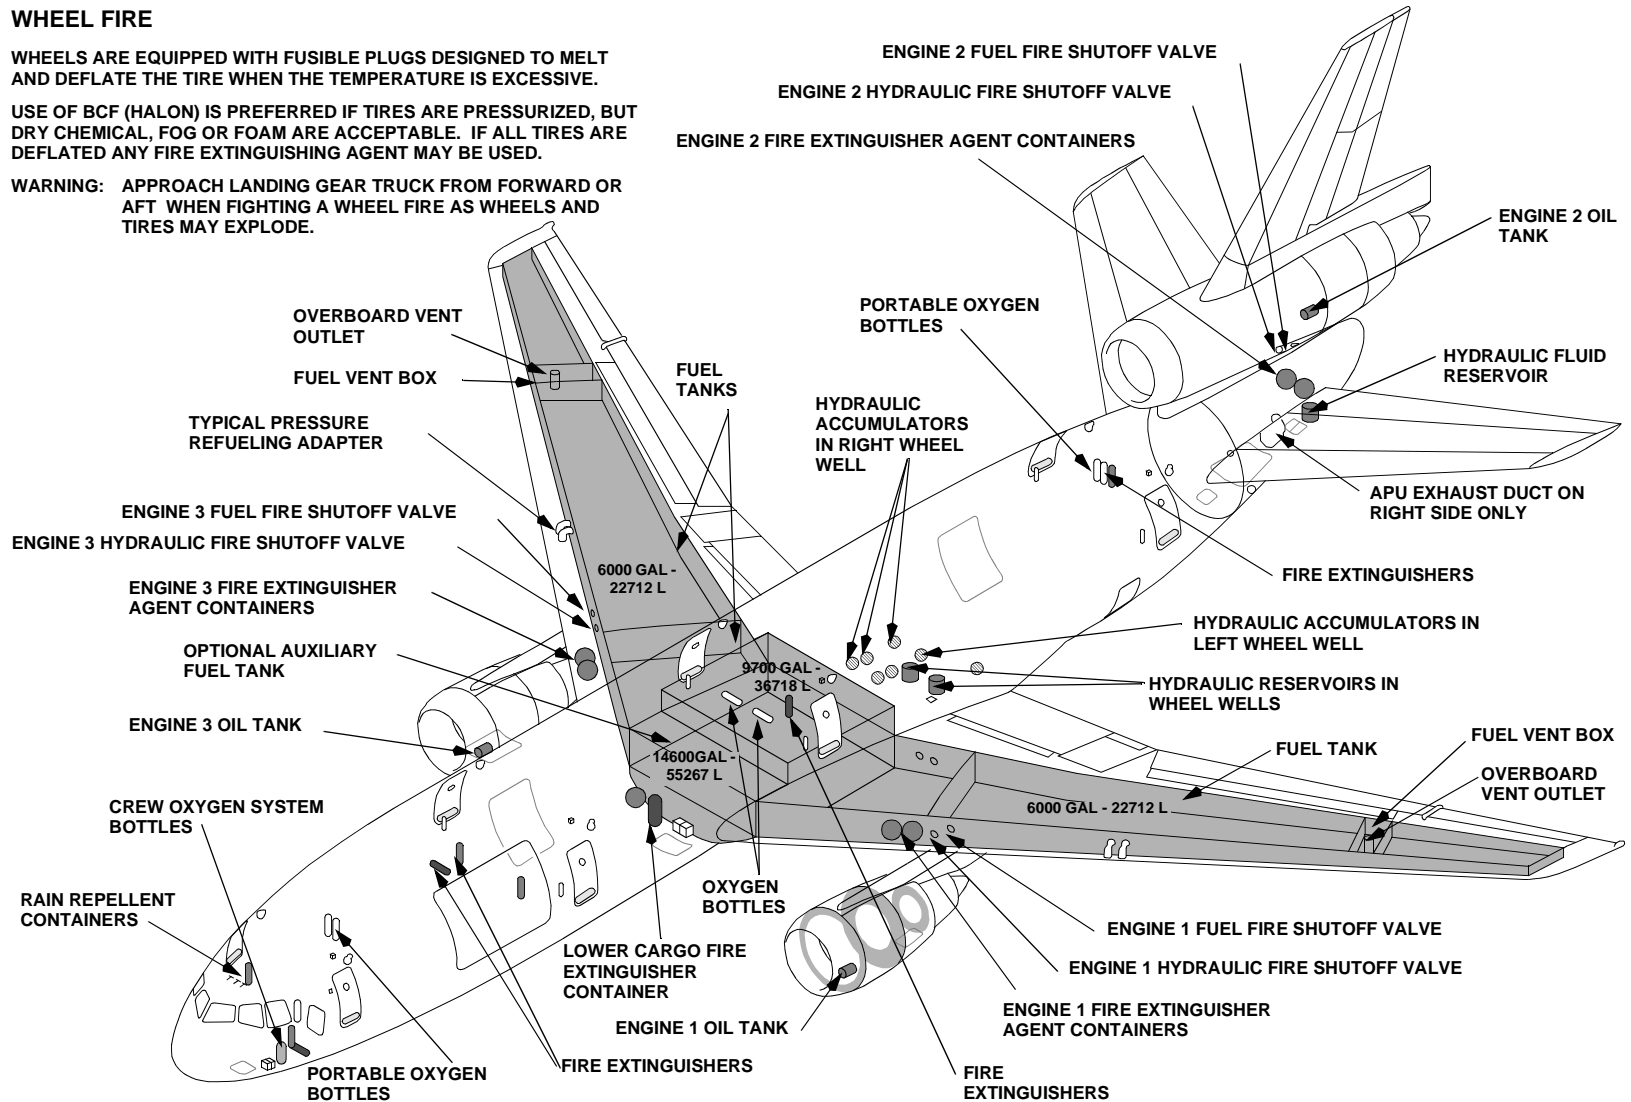 WHEEL FIRE
WHEELS ARE EQUIPPED WITH FUSIBLE PLUGS DESIGNED TO MELT
AND DEFLATE THE TIRE WHEN THE TEMPERATURE IS EXCESSIVE.
USE OF BCF (HALON) IS PREFERRED IF TIRES ARE PRESSURIZED, BUT
DRY CHEMICAL, FOG OR FOAM ARE ACCEPTABLE. IF ALL TIRES ARE
DEFLATED ANY FIRE EXTINGUISHING AGENT MAY BE USED.
WARNING: APPROACH LANDING GEAR TRUCK FROM FORWARD OR
AFT WHEN FIGHTING A WHEEL FIRE AS WHEELS AND
TIRES MAY EXPLODE.
ENGINE 2 FUEL FIRE SHUTOFF VALVE
ENGINE 2 HYDRAULIC FIRE SHUTOFF VALVE
ENGINE 2 FIRE EXTINGUISHER AGENT CONTAINERS
ENGINE 2 OIL
TANK
OVERBOARD VENT
OUTLET
FUEL VENT BOX
TYPICAL PRESSURE
REFUELING ADAPTER
FUEL
TANKS
PORTABLE OXYGEN
BOTTLES
HYDRAULIC
ACCUMULATORS
IN RIGHT WHEEL
WELL
HYDRAULIC FLUID
RESERVOIR
APU EXHAUST DUCT ON
RIGHT SIDE ONLY
FIRE EXTINGUISHERS
ENGINE 3 FUEL FIRE SHUTOFF VALVE
ENGINE 3 HYDRAULIC FIRE SHUTOFF VALVE
ENGINE 3 FIRE EXTINGUISHER
AGENT CONTAINERS
OPTIONAL AUXILIARY
FUEL TANK
ENGINE 3 OIL TANK
6000 GAL -
22712 L
9700 GAL -
36718 L
14600GAL -
55267 L
HYDRAULIC ACCUMULATORS IN
LEFT WHEEL WELL
HYDRAULIC RESERVOIRS IN
WHEEL WELLS
FUEL TANK
FUEL VENT BOX
OVERBOARD
VENT OUTLET
6000 GAL - 22712 L
CREW OXYGEN SYSTEM
BOTTLES
RAIN REPELLENT
CONTAINERS
OXYGEN
BOTTLES
LOWER CARGO FIRE
EXTINGUISHER
CONTAINER
ENGINE 1 OIL TANK
FIRE EXTINGUISHERS
PORTABLE OXYGEN
BOTTLES
ENGINE 1 FUEL FIRE SHUTOFF VALVE
ENGINE 1 HYDRAULIC FIRE SHUTOFF VALVE
ENGINE 1 FIRE EXTINGUISHER
AGENT CONTAINERS
FIRE
EXTINGUISHERS